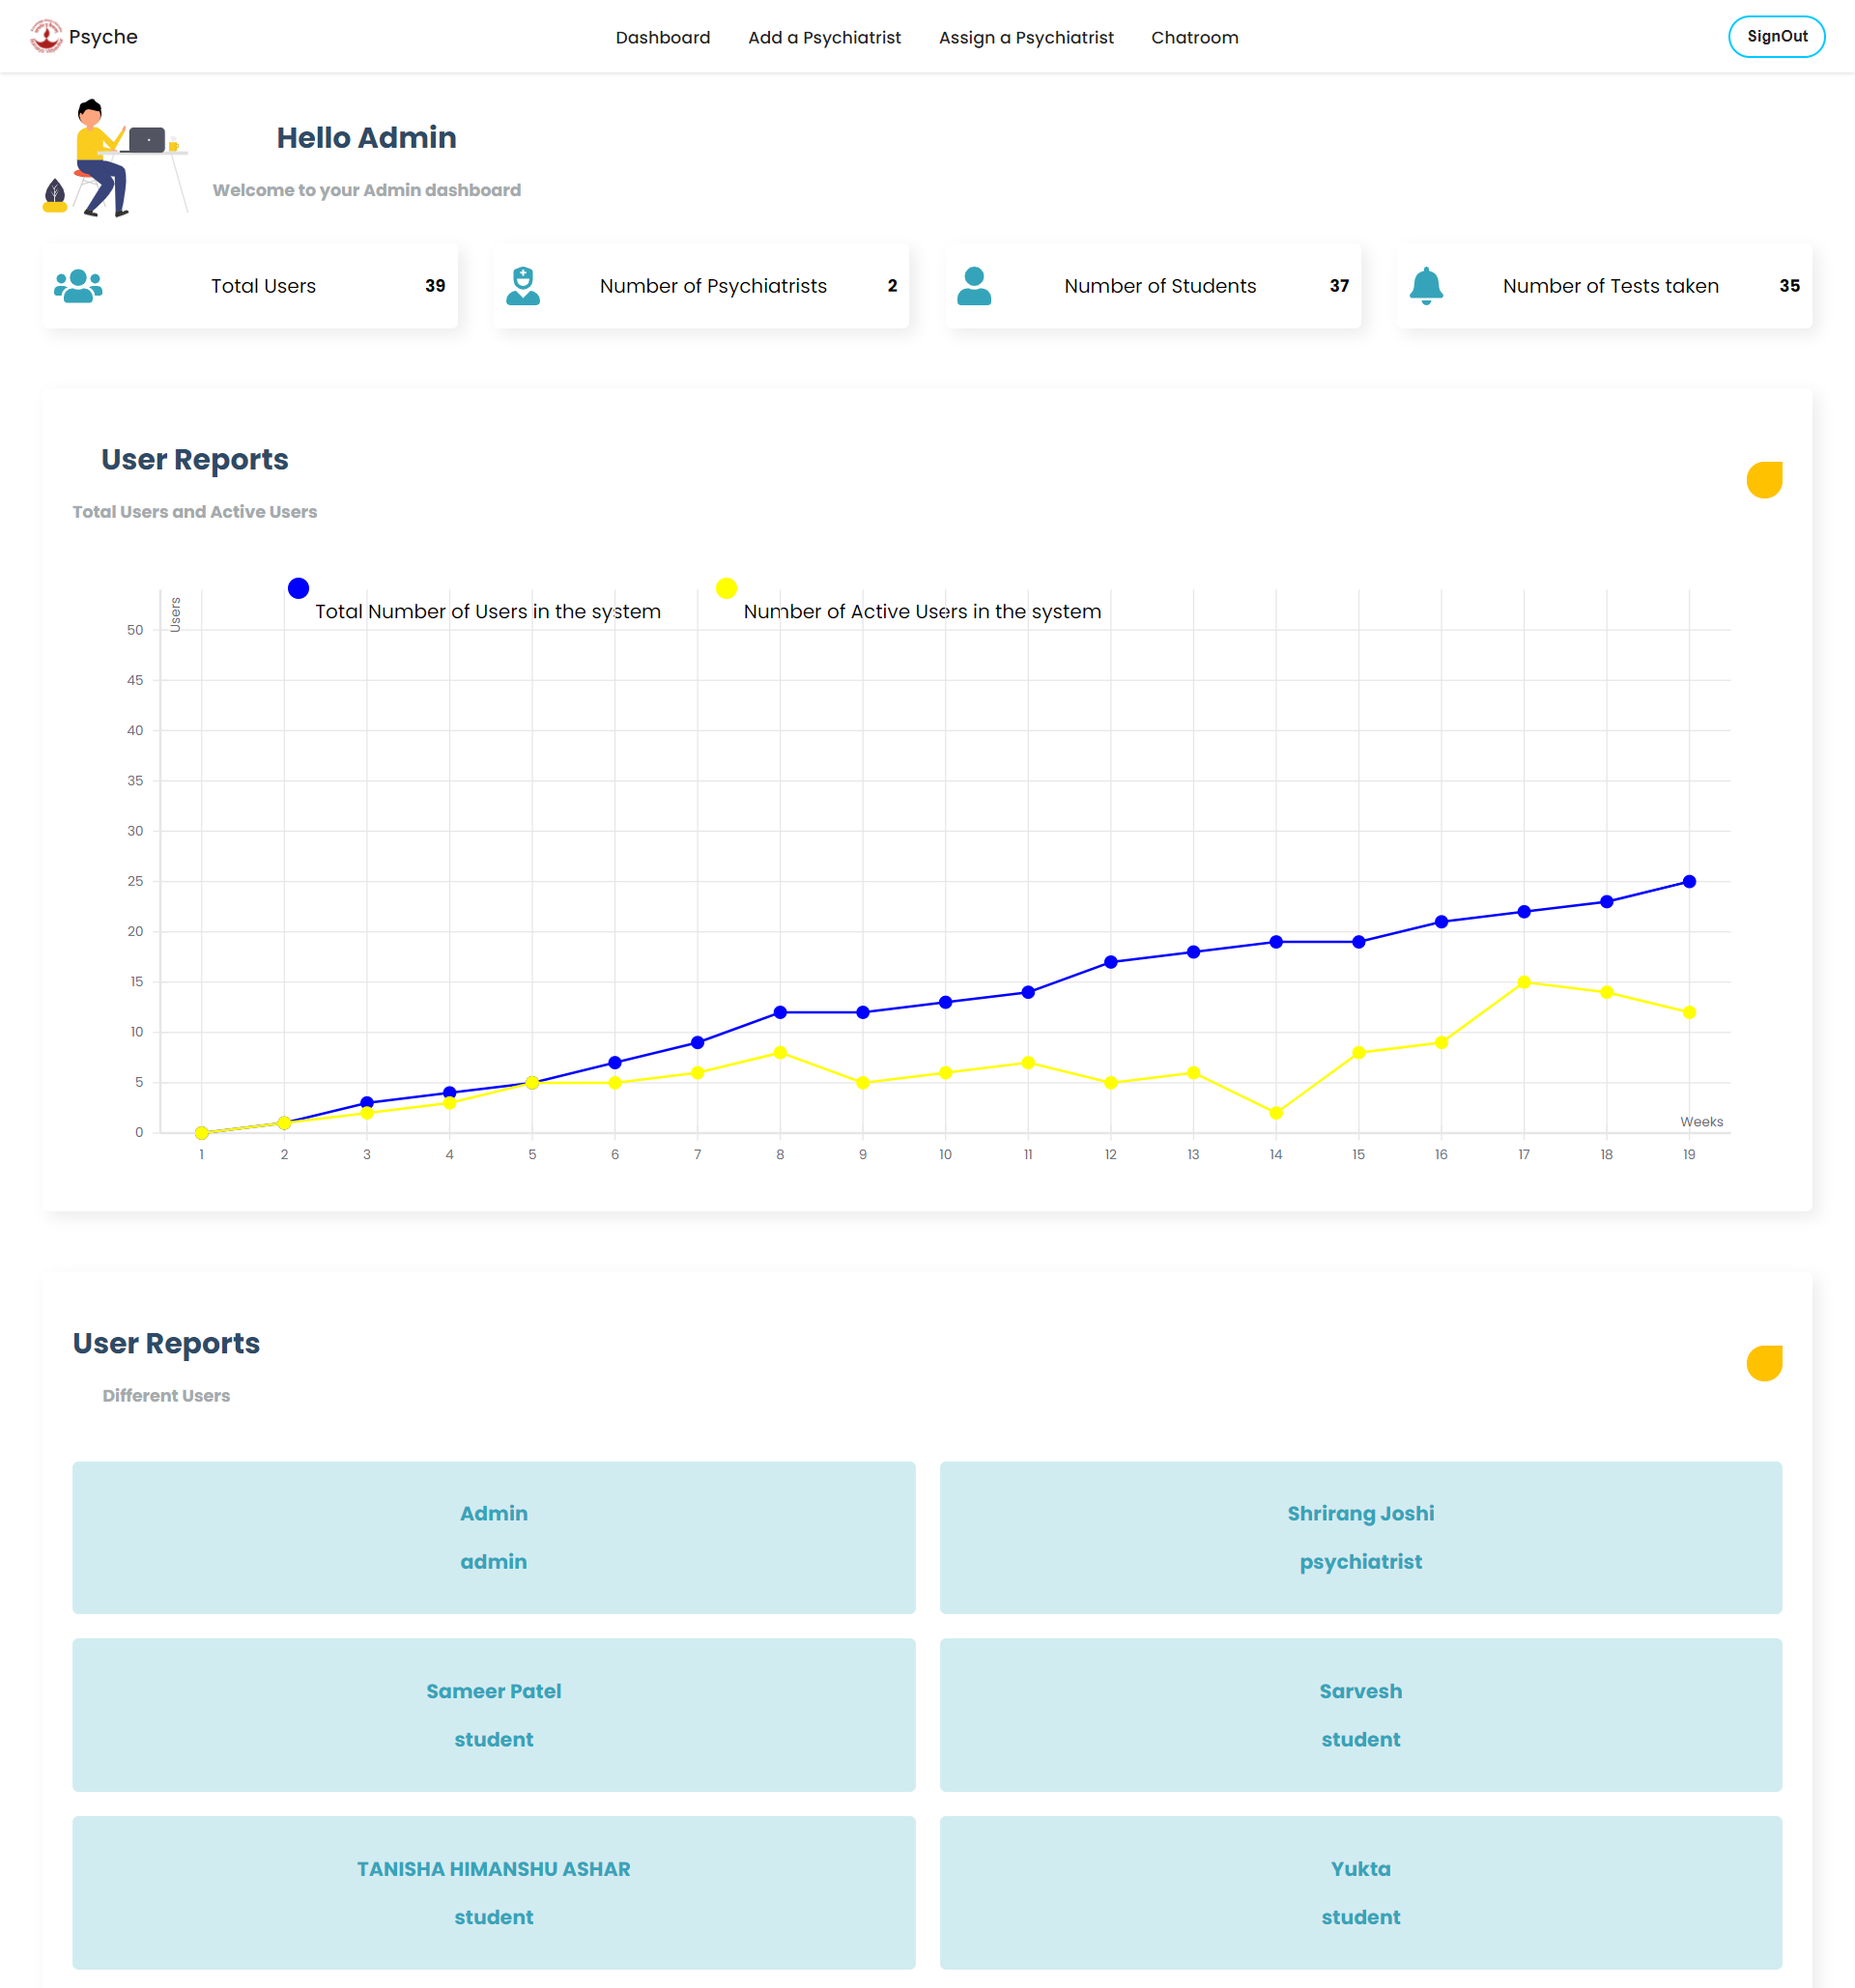 Psyche
Dashboard Add a Psychiatrist Assign a Psychiatrist Chatroom
SignOut
Hello Admin
Welcome to your Admin dashboard
Total Users 39
Number of Psychiatrists 2
Number of Students 37
Number of Tests taken 35
User Reports
Total Users and Active Users
Users
Total Number of Users in the system
Number of Active Users in the system
50
45
40
35
30
25
20
15
10
5
0
Weeks
1 2 3 4 5 6 7 8 9 10 11 12 13 14 15 16 17 18 19
User Reports
Different Users
Admin
admin
Shrirang Joshi
psychiatrist
Sameer Patel
student
Sarvesh
student
TANISHA HIMANSHU ASHAR
student
Yukta
student